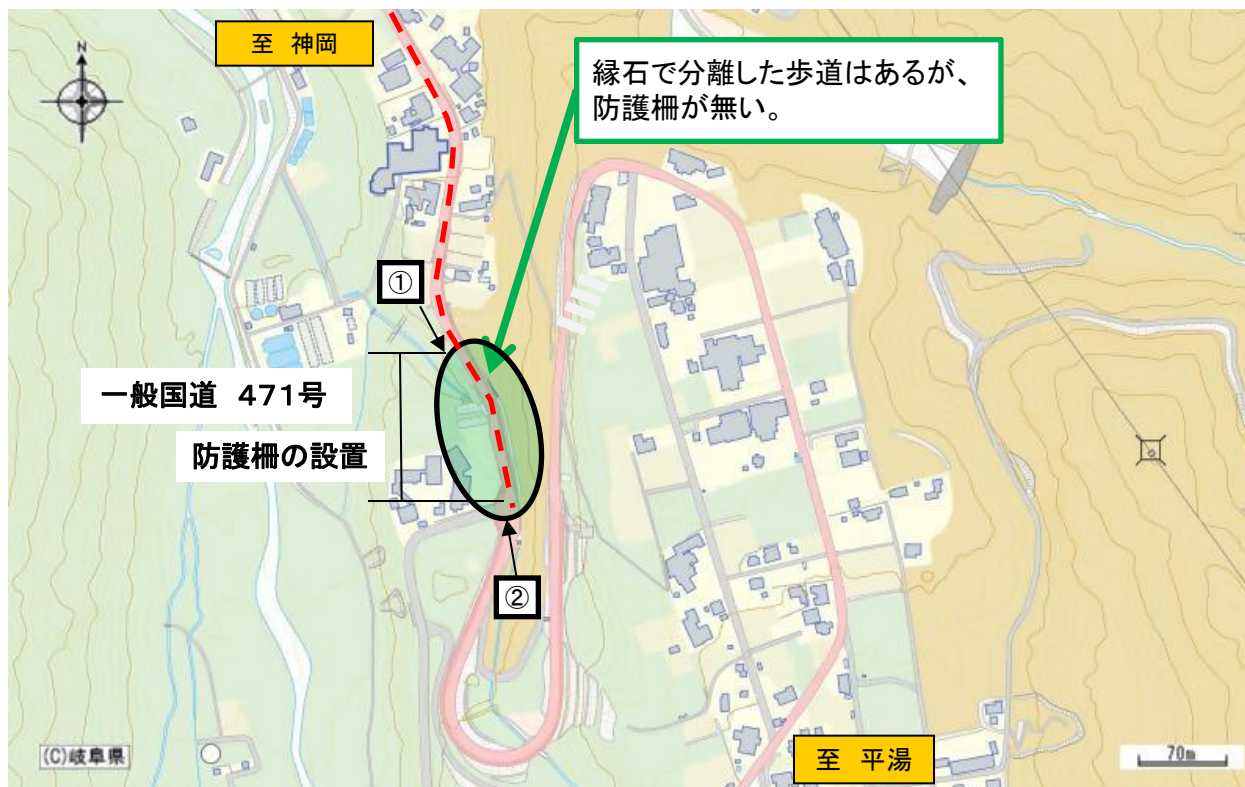 至 神岡
縁石で分離した歩道はあるが、
防護柵が無い。
N
①
一般国道 471号
防護柵の設置
②
(C)岐阜県
至 平湯
70m